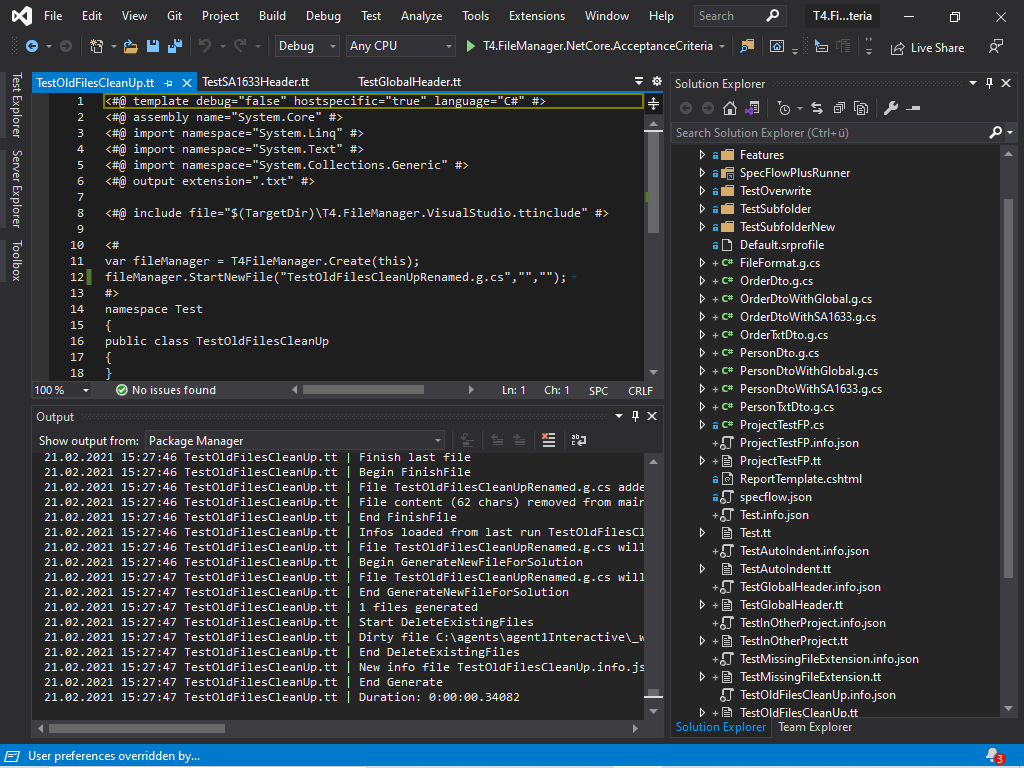 File Edit View Git Project Build Debug Test Analyze Tools Extensions Window Help Search T4.Fi...teria
Debug Any CPU T4.FileManager.NetCore.AcceptanceCriteria Live Share
Test Explorer
Server Explorer
Toolbox
TestOldFilesCleanUp.tt TestSA1633Header.tt TestGlobalHeader.tt
1 <#@ template debug="false" hostspecific="true" language="C#" #>
2 <#@ assembly name="System.Core" #>
3 <#@ import namespace="System.Linq" #>
4 <#@ import namespace="System.Text" #>
5 <#@ import namespace="System.Collections.Generic" #>
6 <#@ output extension=".txt" #>
7
8 <#@ include file="$(TargetDir)\T4.FileManager.VisualStudio.ttinclude" #>
9
10 <#
11 var fileManager = T4FileManager.Create(this);
12 fileManager.StartNewFile("TestOldFilesCleanUpRenamed.g.cs","","");
13 #>
14 namespace Test
15 {
16 public class TestOldFilesCleanUp
17 {
18 }
100 % No issues found Ln: 1 Ch: 1 SPC CRLF
Output
Show output from: Package Manager
21.02.2021 15:27:46 TestOldFilesCleanUp.tt | Finish last file
21.02.2021 15:27:46 TestOldFilesCleanUp.tt | Begin FinishFile
21.02.2021 15:27:46 TestOldFilesCleanUp.tt | File TestOldFilesCleanUpRenamed.g.cs adde
21.02.2021 15:27:46 TestOldFilesCleanUp.tt | File content (62 chars) removed from main
21.02.2021 15:27:46 TestOldFilesCleanUp.tt | End FinishFile
21.02.2021 15:27:46 TestOldFilesCleanUp.tt | Infos loaded from last run TestOldFilesCl
21.02.2021 15:27:46 TestOldFilesCleanUp.tt | File TestOldFilesCleanUpRenamed.g.cs will
21.02.2021 15:27:46 TestOldFilesCleanUp.tt | Begin GenerateNewFileForSolution
21.02.2021 15:27:47 TestOldFilesCleanUp.tt | File TestOldFilesCleanUpRenamed.g.cs will
21.02.2021 15:27:47 TestOldFilesCleanUp.tt | End GenerateNewFileForSolution
21.02.2021 15:27:47 TestOldFilesCleanUp.tt | 1 files generated
21.02.2021 15:27:47 TestOldFilesCleanUp.tt | Start DeleteExistingFiles
21.02.2021 15:27:47 TestOldFilesCleanUp.tt | Dirty file C:\agents\agent1Interactive\_w
21.02.2021 15:27:47 TestOldFilesCleanUp.tt | End DeleteExistingFiles
21.02.2021 15:27:47 TestOldFilesCleanUp.tt | New info file TestOldFilesCleanUp.info.js
21.02.2021 15:27:47 TestOldFilesCleanUp.tt | End Generate
21.02.2021 15:27:47 TestOldFilesCleanUp.tt | Duration: 0:00:00.34082
Solution Explorer
Search Solution Explorer (Ctrl+ü)
Features
SpecFlowPlusRunner
TestOverwrite
TestSubfolder
TestSubfolderNew
Default.srprofile
C# FileFormat.g.cs
C# OrderDto.g.cs
C# OrderDtoWithGlobal.g.cs
C# OrderDtoWithSA1633.g.cs
C# OrderTxtDto.g.cs
C# PersonDto.g.cs
C# PersonDtoWithGlobal.g.cs
C# PersonDtoWithSA1633.g.cs
C# PersonTxtDto.g.cs
C# ProjectTestFP.cs
ProjectTestFP.info.json
ProjectTestFP.tt
ReportTemplate.cshtml
specflow.json
Test.info.json
Test.tt
TestAutoIndent.info.json
TestAutoIndent.tt
TestGlobalHeader.info.json
TestGlobalHeader.tt
TestInOtherProject.info.json
TestInOtherProject.tt
TestMissingFileExtension.info.json
TestMissingFileExtension.tt
TestOldFilesCleanUp.info.json
TestOldFilesCleanUp.tt
Solution Explorer Team Explorer
User preferences overridden by... 3